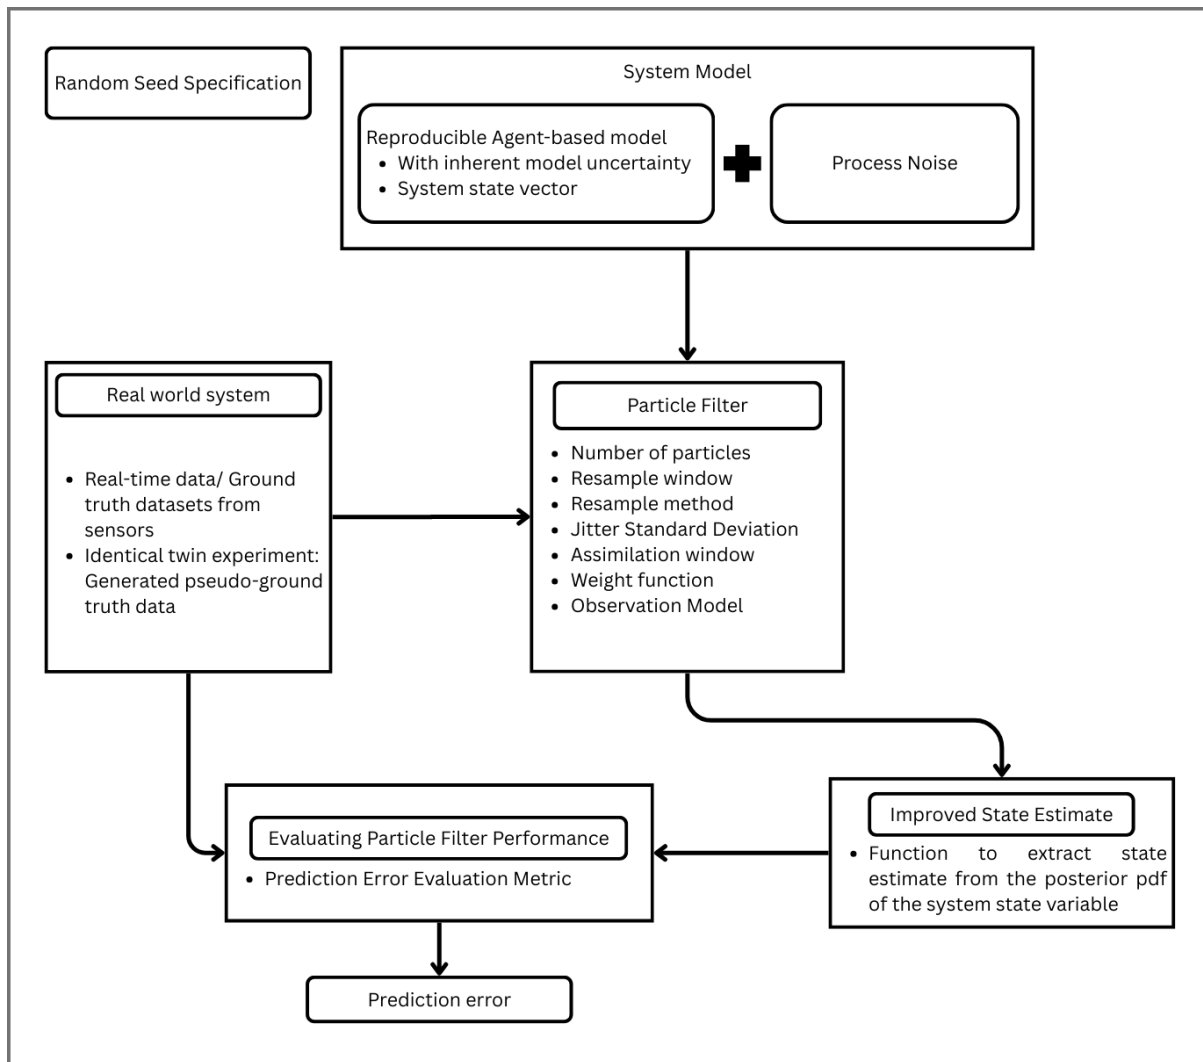 Random Seed Specification
System Model
Reproducible Agent-based model
• With inherent model uncertainty
• System state vector
Process Noise
Real world system
• Real-time data/ Ground
truth datasets from
sensors
• Identical twin experiment:
Generated pseudo-ground
truth data
Particle Filter
• Number of particles
• Resample window
• Resample method
• Jitter Standard Deviation
• Assimilation window
• Weight function
• Observation Model
Evaluating Particle Filter Performance
• Prediction Error Evaluation Metric
Improved State Estimate
• Function to extract state
estimate from the posterior pdf
of the system state variable
Prediction error